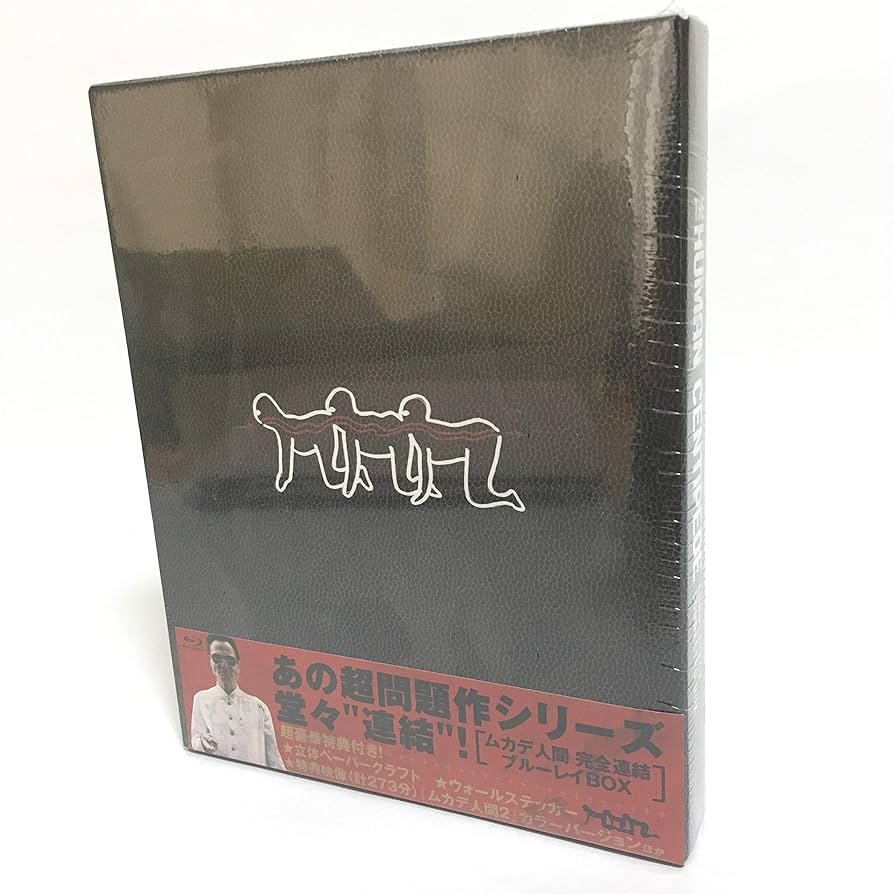 THE HUMAN CENTIPEDE
あの超問題作シリーズ
堂々"連結"!
[ムカデ人間 完全連結
ブルーレイBOX]
超豪華特典付き!
★立体ペーパークラフト ★ウォールステッカー
★特典映像(計273分)「ムカデ人間2」カラーバージョンほか